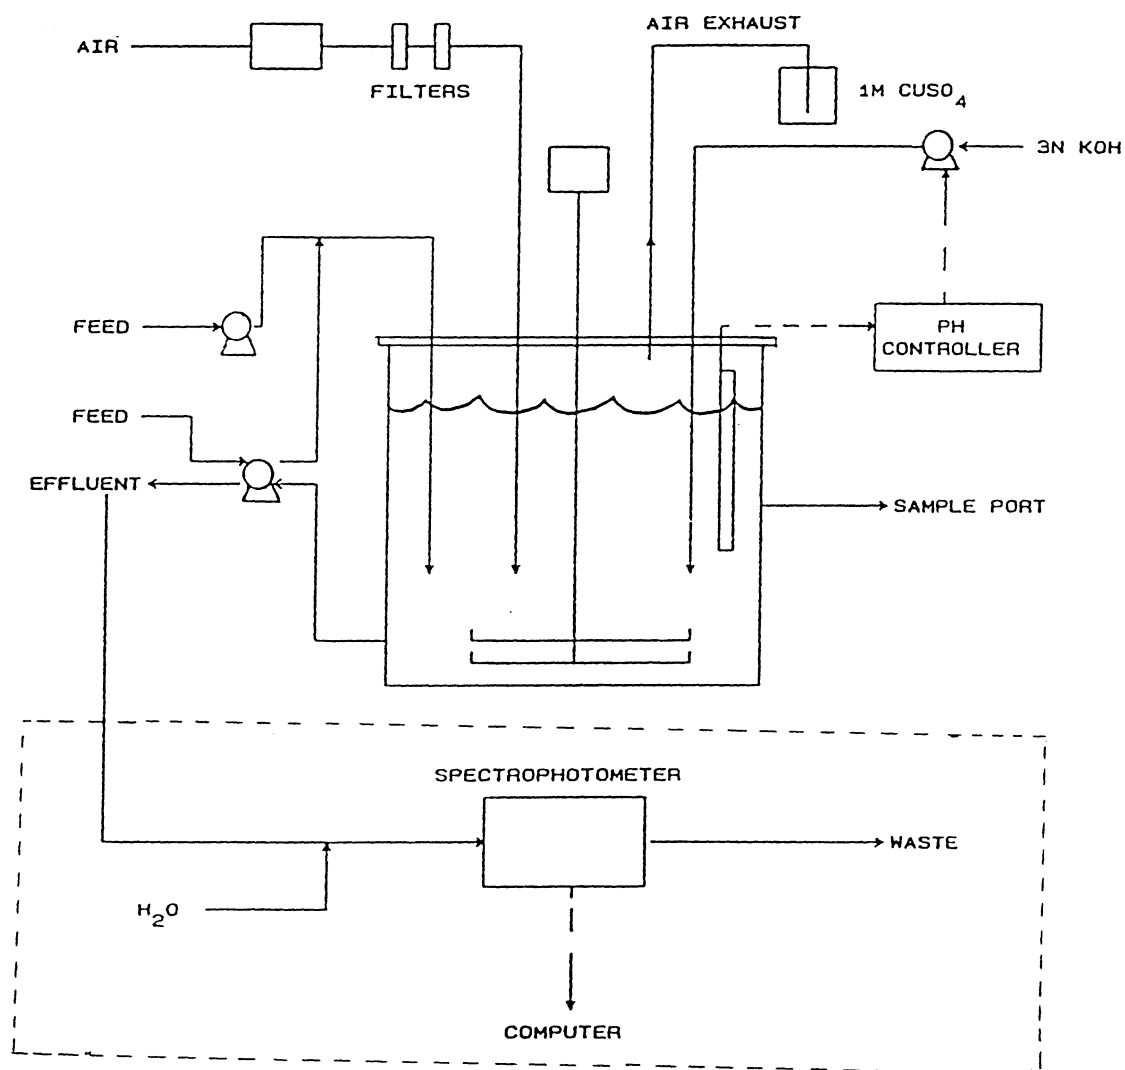 AIR EXHAUST
AIR
FILTERS
1M CUSO4
3N KOH
FEED
PH
CONTROLLER
FEED
EFFLUENT
SAMPLE PORT
SPECTROPHOTOMETER
WASTE
H2O
COMPUTER